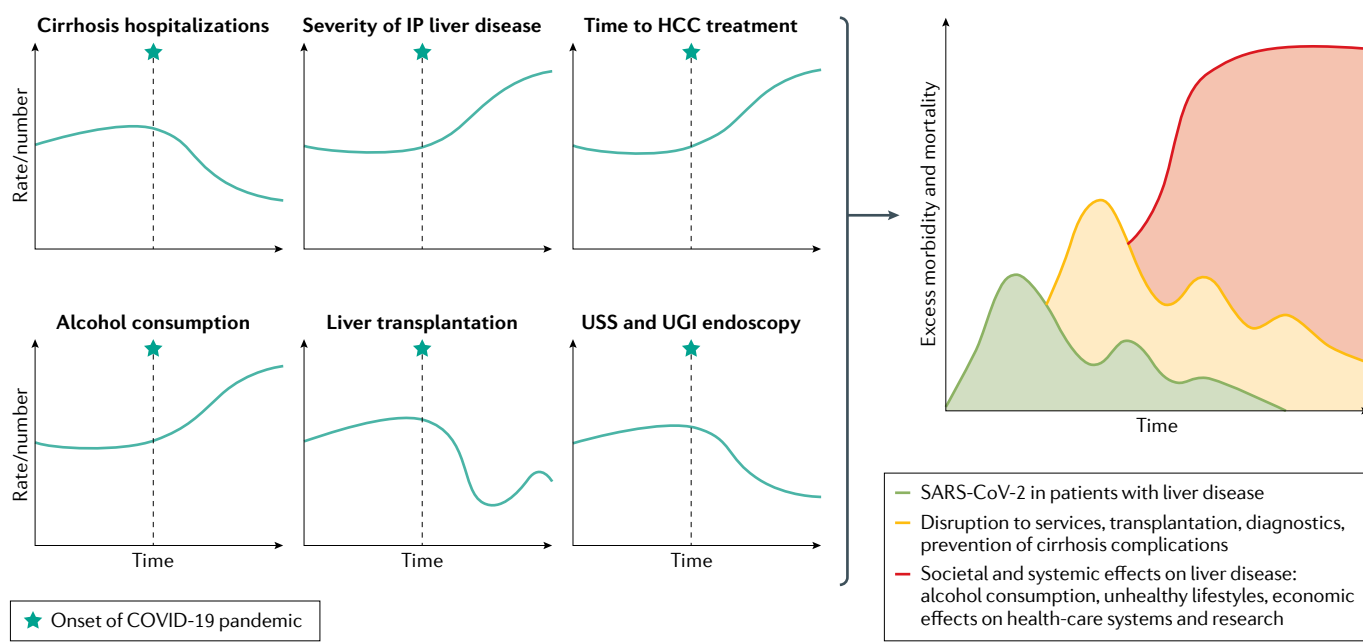 Cirrhosis hospitalizations
Severity of IP liver disease
Time to HCC treatment
Rate/number
Alcohol consumption
Liver transplantation
USS and UGI endoscopy
Rate/number
Time
Time
Time
Onset of COVID-19 pandemic
Excess morbidity and mortality
Time
SARS-CoV-2 in patients with liver disease
Disruption to services, transplantation, diagnostics,
prevention of cirrhosis complications
Societal and systemic effects on liver disease:
alcohol consumption, unhealthy lifestyles, economic
effects on health-care systems and research